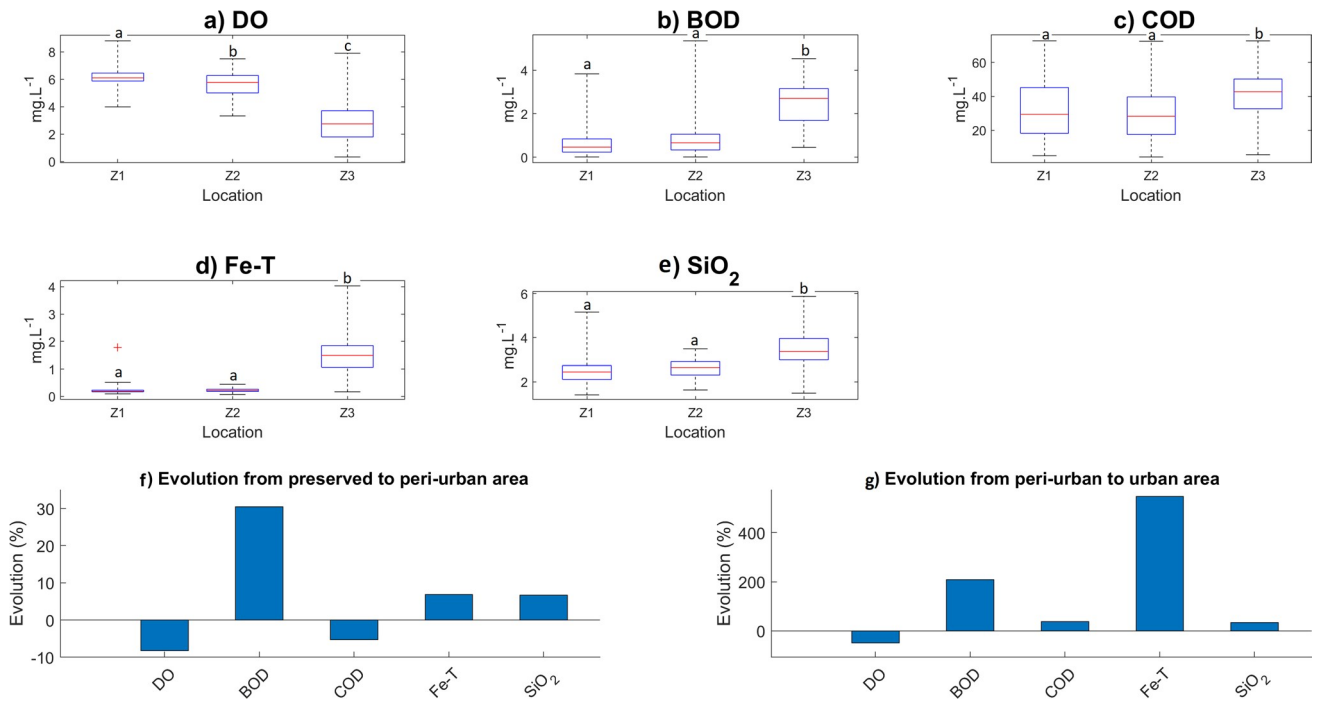 a) DO
b) BOD
c) COD
mg.L⁻¹
8
6
4
2
0
a
b
c
Z1
Z2
Z3
Location
mg.L⁻¹
4
2
0
a
a
b
Z1
Z2
Z3
Location
mg.L⁻¹
60
40
20
a
a
b
Z1
Z2
Z3
Location
d) Fe-T
e) SiO₂
mg.L⁻¹
4
3
2
1
0
a
a
b
Z1
Z2
Z3
Location
mg.L⁻¹
6
4
2
a
a
b
Z1
Z2
Z3
Location
f) Evolution from preserved to peri-urban area
Evolution (%)
30
20
10
0
-10
DO
BOD
COD
Fe-T
SiO₂
g) Evolution from peri-urban to urban area
Evolution (%)
400
200
0
DO
BOD
COD
Fe-T
SiO₂